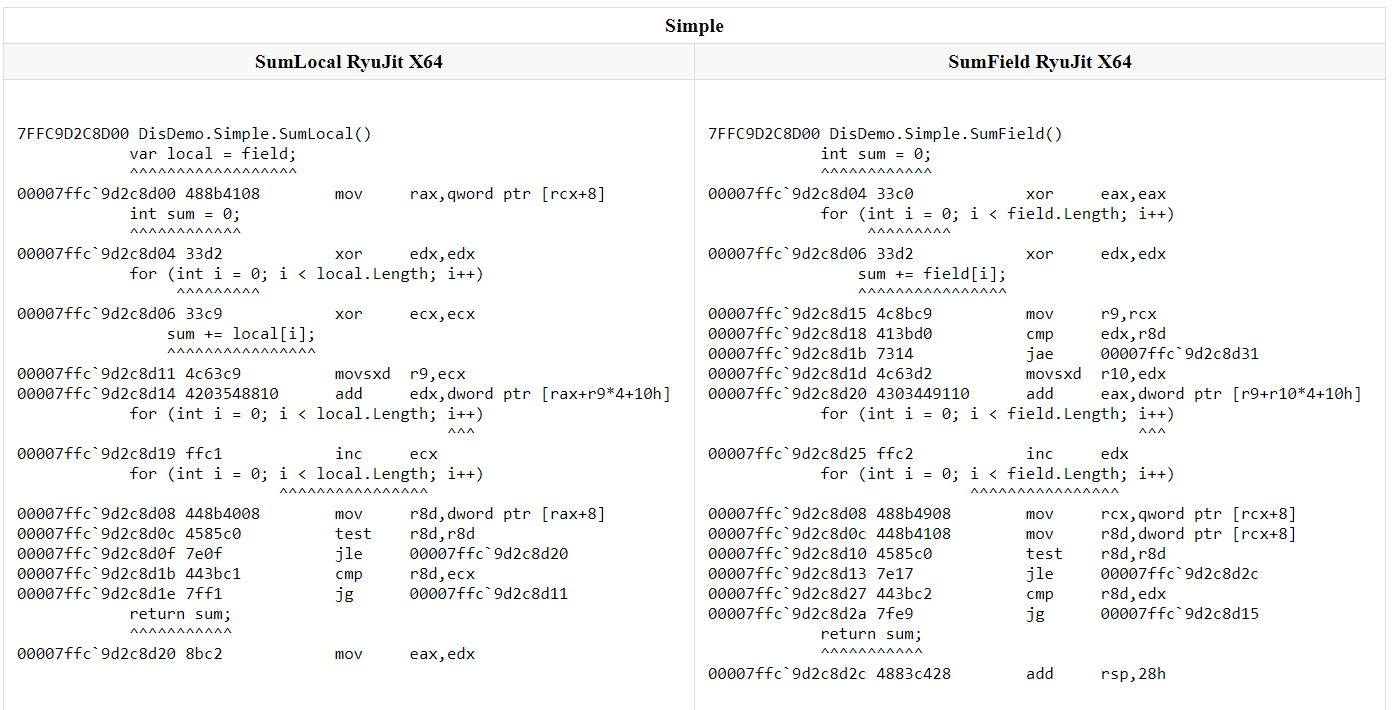 Simple
SumLocal RyuJit X64
7FFC9D2C8D00 DisDemo.Simple.SumLocal()
            var local = field;
            ^^^^^^^^^^^^^^^^^^
00007ffc`9d2c8d00 488b4108        mov     rax,qword ptr [rcx+8]
            int sum = 0;
            ^^^^^^^^^^^^
00007ffc`9d2c8d04 33d2            xor     edx,edx
            for (int i = 0; i < local.Length; i++)
                 ^^^^^^^^^
00007ffc`9d2c8d06 33c9            xor     ecx,ecx
                sum += local[i];
                ^^^^^^^^^^^^^^^^
00007ffc`9d2c8d11 4c63c9          movsxd  r9,ecx
00007ffc`9d2c8d14 4203548810      add     edx,dword ptr [rax+r9*4+10h]
            for (int i = 0; i < local.Length; i++)
                                              ^^^
00007ffc`9d2c8d19 ffc1            inc     ecx
            for (int i = 0; i < local.Length; i++)
                            ^^^^^^^^^^^^^^^^
00007ffc`9d2c8d08 448b4008        mov     r8d,dword ptr [rax+8]
00007ffc`9d2c8d0c 4585c0          test    r8d,r8d
00007ffc`9d2c8d0f 7e0f            jle     00007ffc`9d2c8d20
00007ffc`9d2c8d1b 443bc1          cmp     r8d,ecx
00007ffc`9d2c8d1e 7ff1            jg      00007ffc`9d2c8d11
            return sum;
            ^^^^^^^^^^^
00007ffc`9d2c8d20 8bc2            mov     eax,edx
SumField RyuJit X64
7FFC9D2C8D00 DisDemo.Simple.SumField()
            int sum = 0;
            ^^^^^^^^^^^^
00007ffc`9d2c8d04 33c0            xor     eax,eax
            for (int i = 0; i < field.Length; i++)
                 ^^^^^^^^^
00007ffc`9d2c8d06 33d2            xor     edx,edx
                sum += field[i];
                ^^^^^^^^^^^^^^^^
00007ffc`9d2c8d15 4c8bc9          mov     r9,rcx
00007ffc`9d2c8d18 413bd0          cmp     edx,r8d
00007ffc`9d2c8d1b 7314            jae     00007ffc`9d2c8d31
00007ffc`9d2c8d1d 4c63d2          movsxd  r10,edx
00007ffc`9d2c8d20 4303449110      add     eax,dword ptr [r9+r10*4+10h]
            for (int i = 0; i < field.Length; i++)
                                              ^^^
00007ffc`9d2c8d25 ffc2            inc     edx
            for (int i = 0; i < field.Length; i++)
                            ^^^^^^^^^^^^^^^^
00007ffc`9d2c8d08 488b4908        mov     rcx,qword ptr [rcx+8]
00007ffc`9d2c8d0c 448b4108        mov     r8d,dword ptr [rcx+8]
00007ffc`9d2c8d10 4585c0          test    r8d,r8d
00007ffc`9d2c8d13 7e17            jle     00007ffc`9d2c8d2c
00007ffc`9d2c8d27 443bc2          cmp     r8d,edx
00007ffc`9d2c8d2a 7fe9            jg      00007ffc`9d2c8d15
            return sum;
            ^^^^^^^^^^^
00007ffc`9d2c8d2c 4883c428        add     rsp,28h